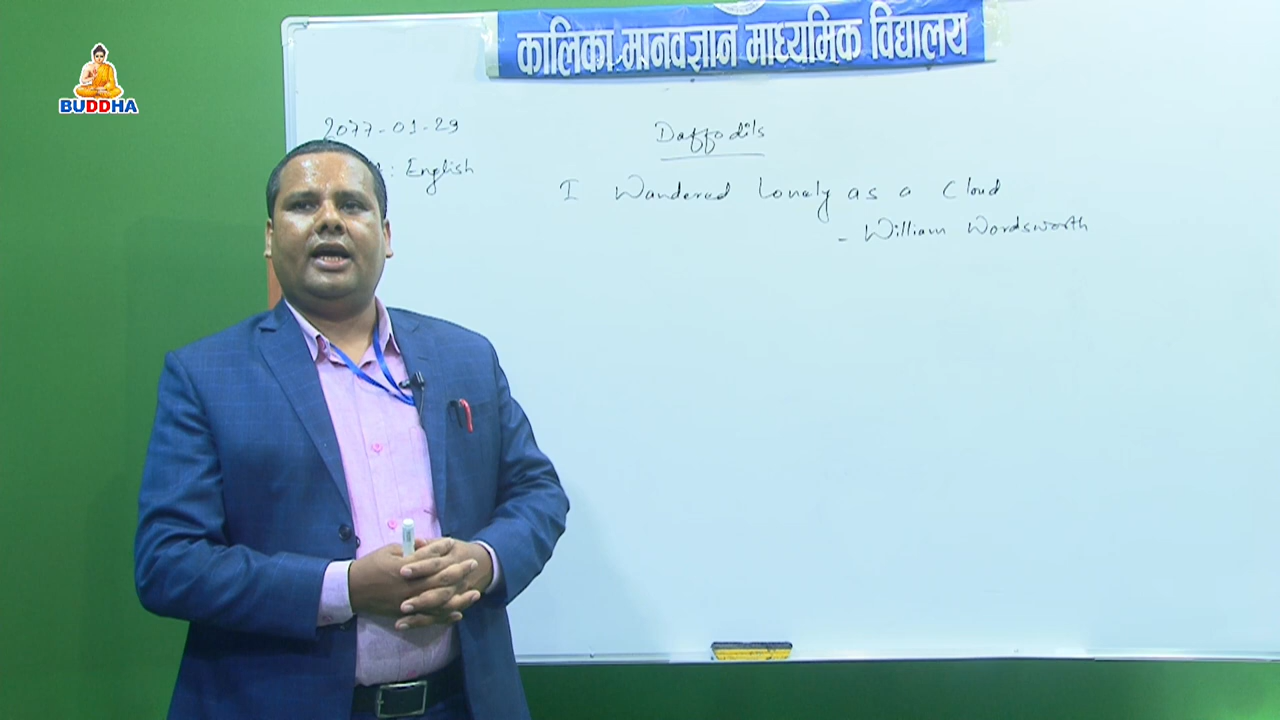 BUDDHA
कालिका मानवज्ञान माध्यमिक विद्यालय
2077-01-29
: English
Daffodils
I Wandered Lonely as a Cloud
- William Wordsworth